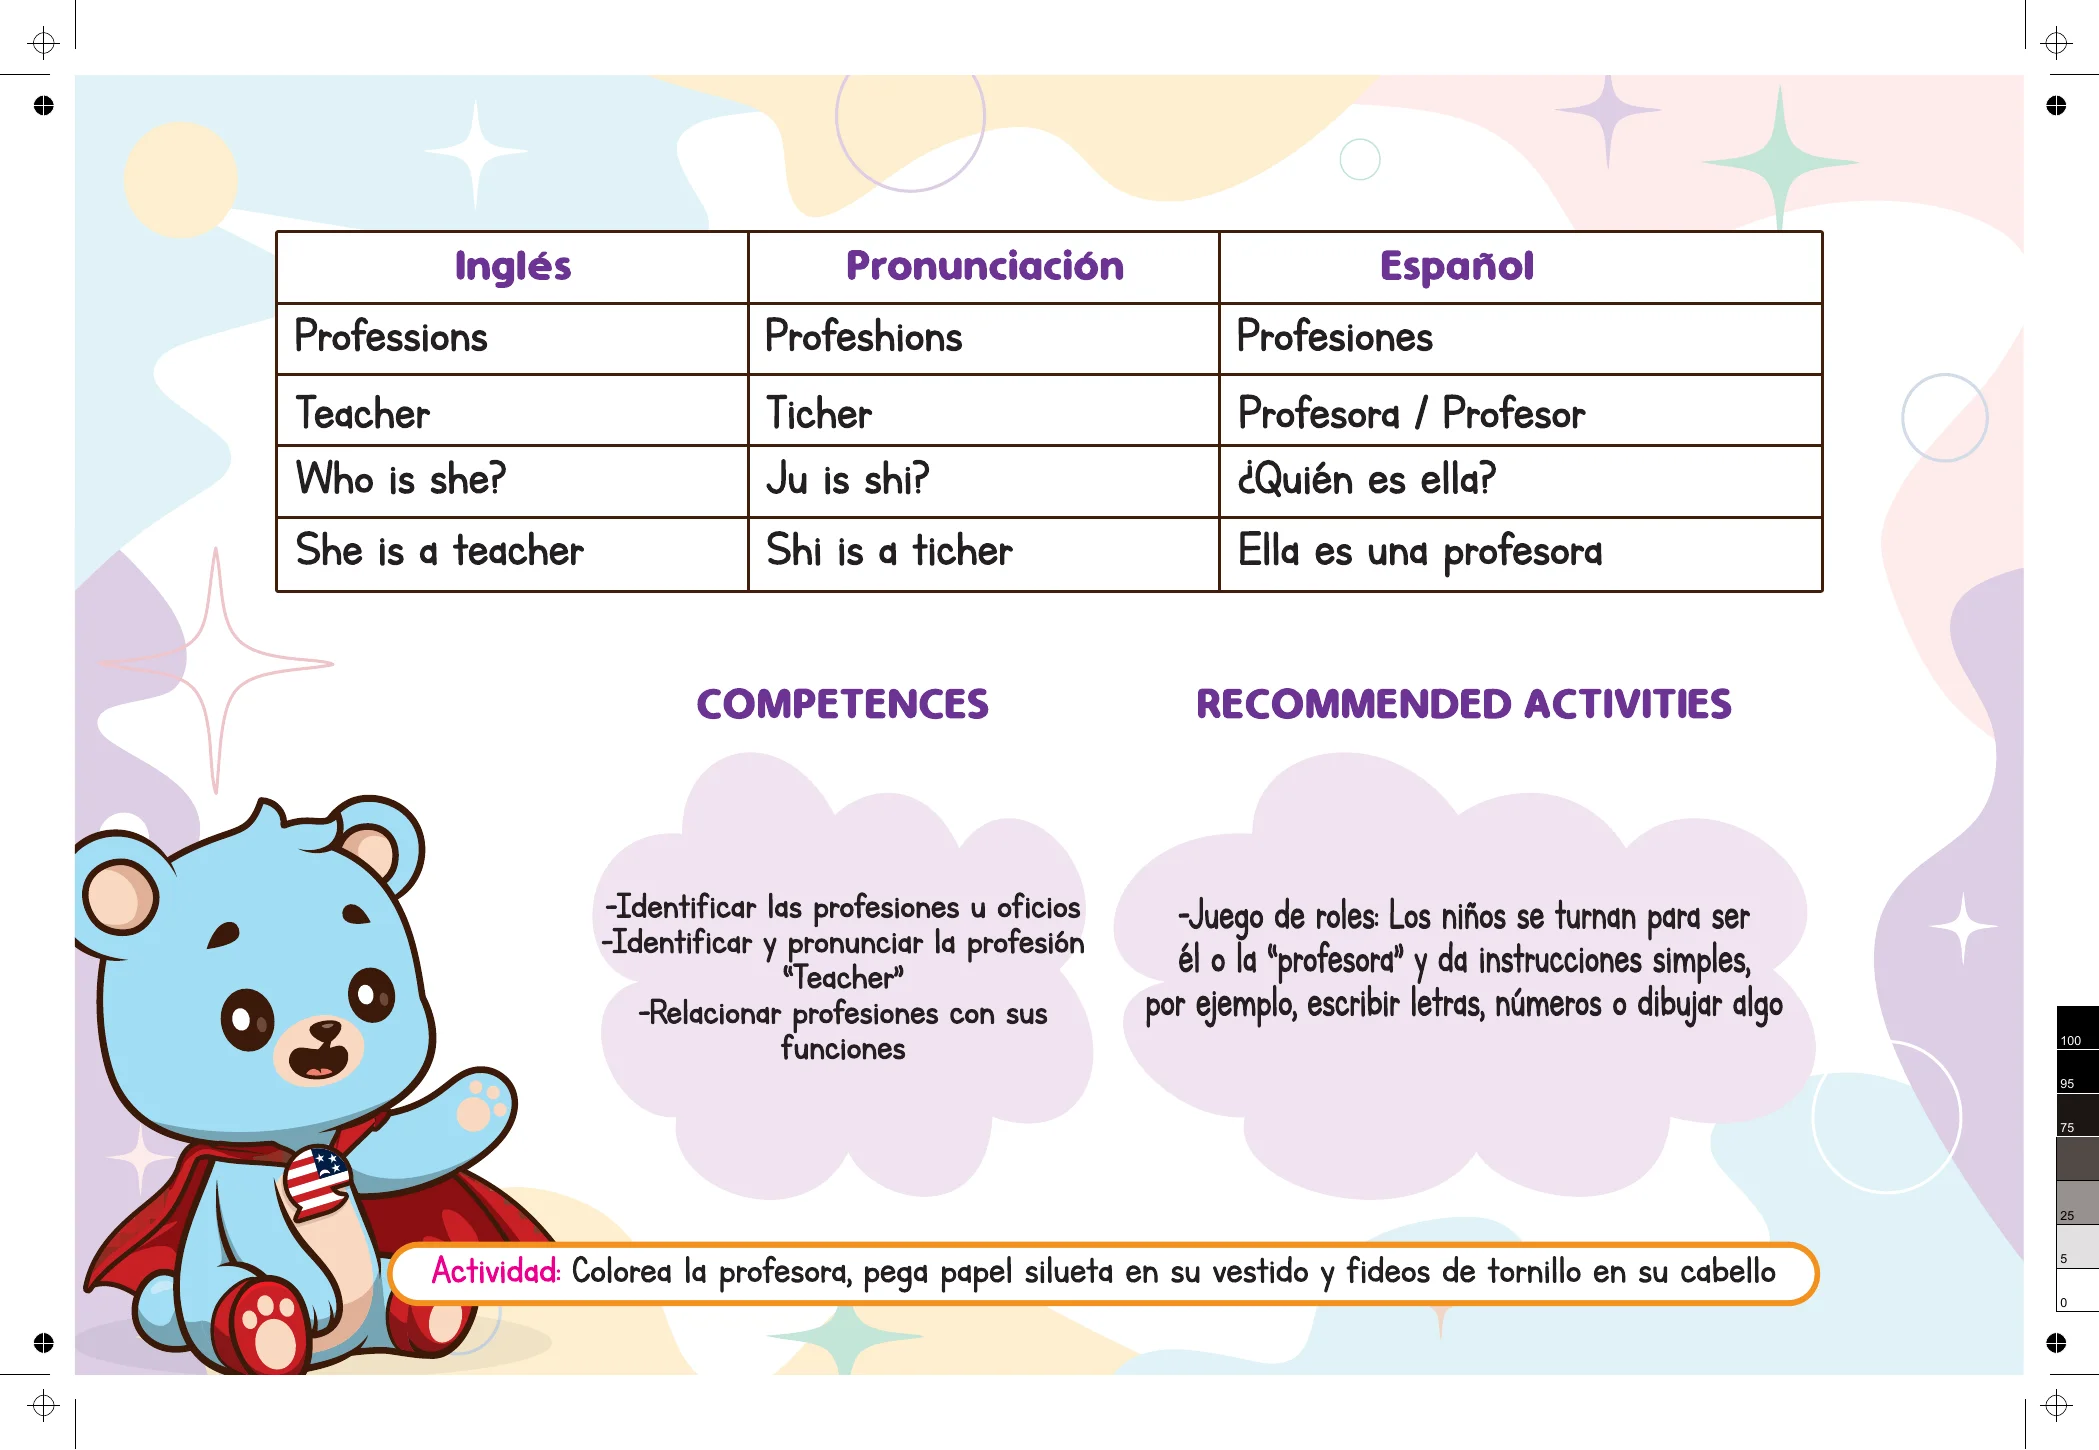 Inglés Pronunciación Español
Professions Profeshions Profesiones
Teacher Ticher Profesora / Profesor
Who is she? Ju is shi? ¿Quién es ella?
She is a teacher Shi is a ticher Ella es una profesora
COMPETENCES
-Identificar las profesiones u oficios
-Identificar y pronunciar la profesión
“Teacher”
-Relacionar profesiones con sus
funciones
RECOMMENDED ACTIVITIES
-Juego de roles: Los niños se turnan para ser
él o la “profesora” y da instrucciones simples,
por ejemplo, escribir letras, números o dibujar algo
Actividad: Colorea la profesora, pega papel silueta en su vestido y fideos de tornillo en su cabello
100
95
75
25
5
0